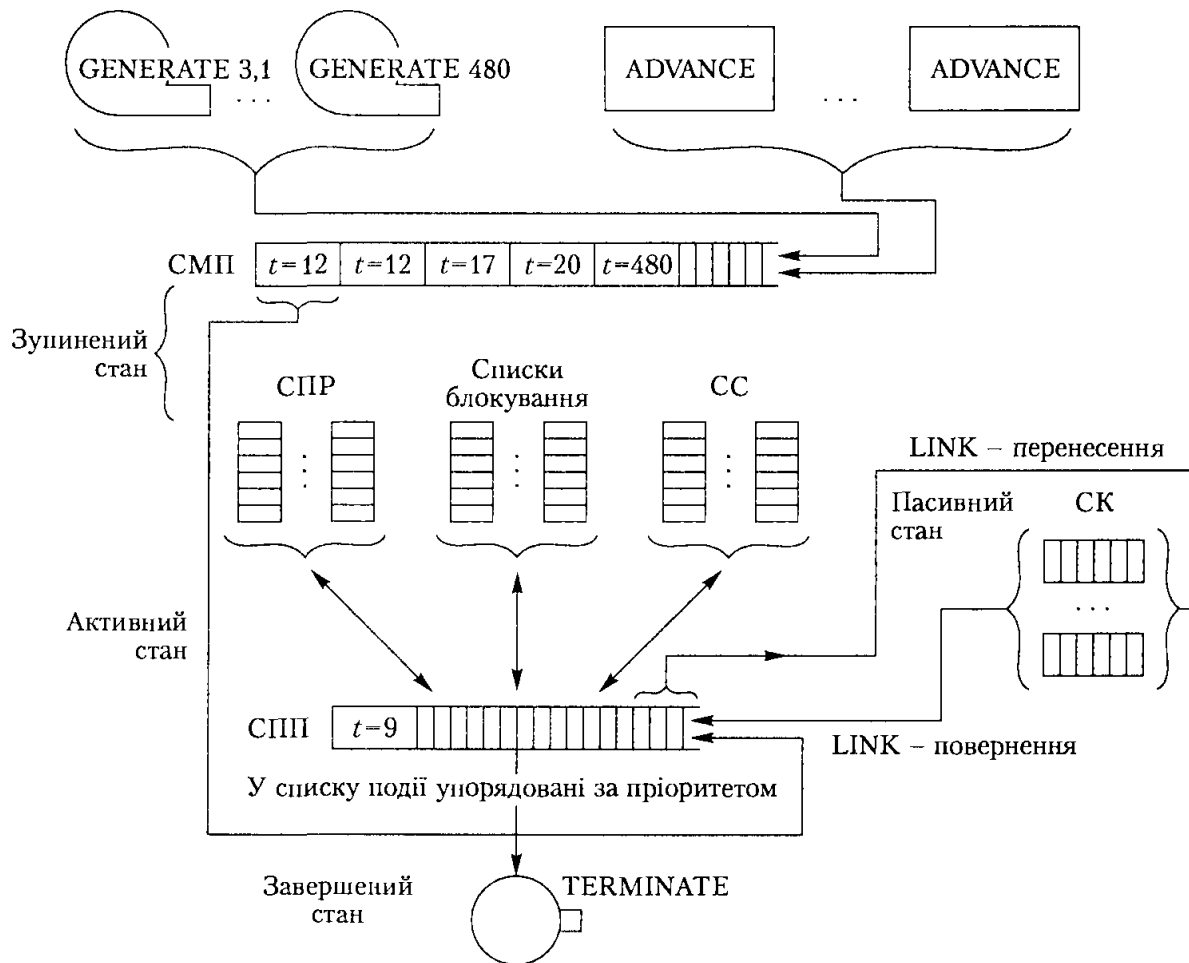 GENERATE 3,1
GENERATE 480
ADVANCE
ADVANCE
. . .
. . .
СМП
t=12
t=12
t=17
t=20
t=480
Зупинений
стан
СПР
Списки
блокування
СС
LINK – перенесення
Пасивний
стан
СК
. . .
Активний
стан
СПП
t=9
LINK – повернення
У списку події упорядовані за пріоритетом
Завершений
стан
TERMINATE